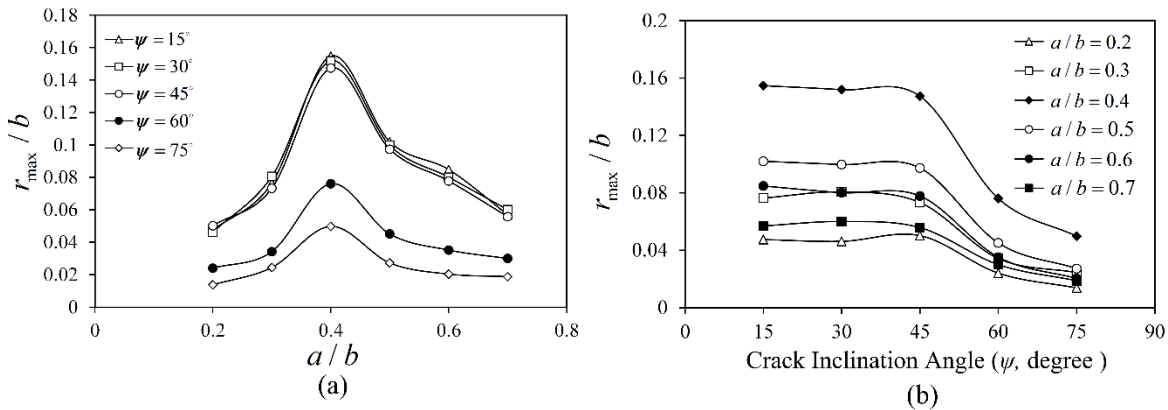 0.18
0.16
0.14
0.12
0.1
0.08
0.06
0.04
0.02
0
r_max / b
ψ = 15°
ψ = 30°
ψ = 45°
ψ = 60°
ψ = 75°
0 0.2 0.4 0.6 0.8
a / b
(a)
0.2
0.16
0.12
0.08
0.04
0
r_max / b
a / b = 0.2
a / b = 0.3
a / b = 0.4
a / b = 0.5
a / b = 0.6
a / b = 0.7
0 15 30 45 60 75 90
Crack Inclination Angle (ψ, degree )
(b)